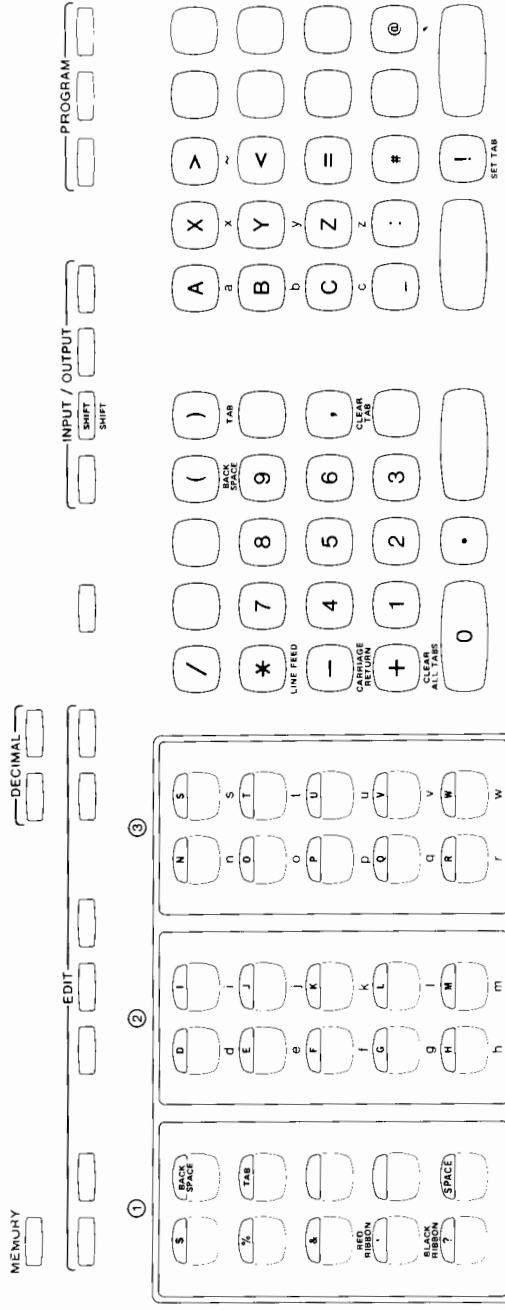 MEMORY DECIMAL
EDIT INPUT / OUTPUT PROGRAM
SHIFT
SHIFT
① ② ③
$ BACK SPACE D I N S / ( ) A X >
d i n s BACK SPACE TAB a x ~
% TAB E J O T * 7 8 9 B Y <
e j o t LINE FEED b y
& F K P U − 4 5 6 , C Z =
RED RIBBON f k p u CARRIAGE RETURN CLEAR TAB c z
' G L Q V + 1 2 3 - : # @
BLACK RIBBON g l q v CLEAR ALL TABS `
? SPACE H M R W 0 . !
h m r w SET TAB